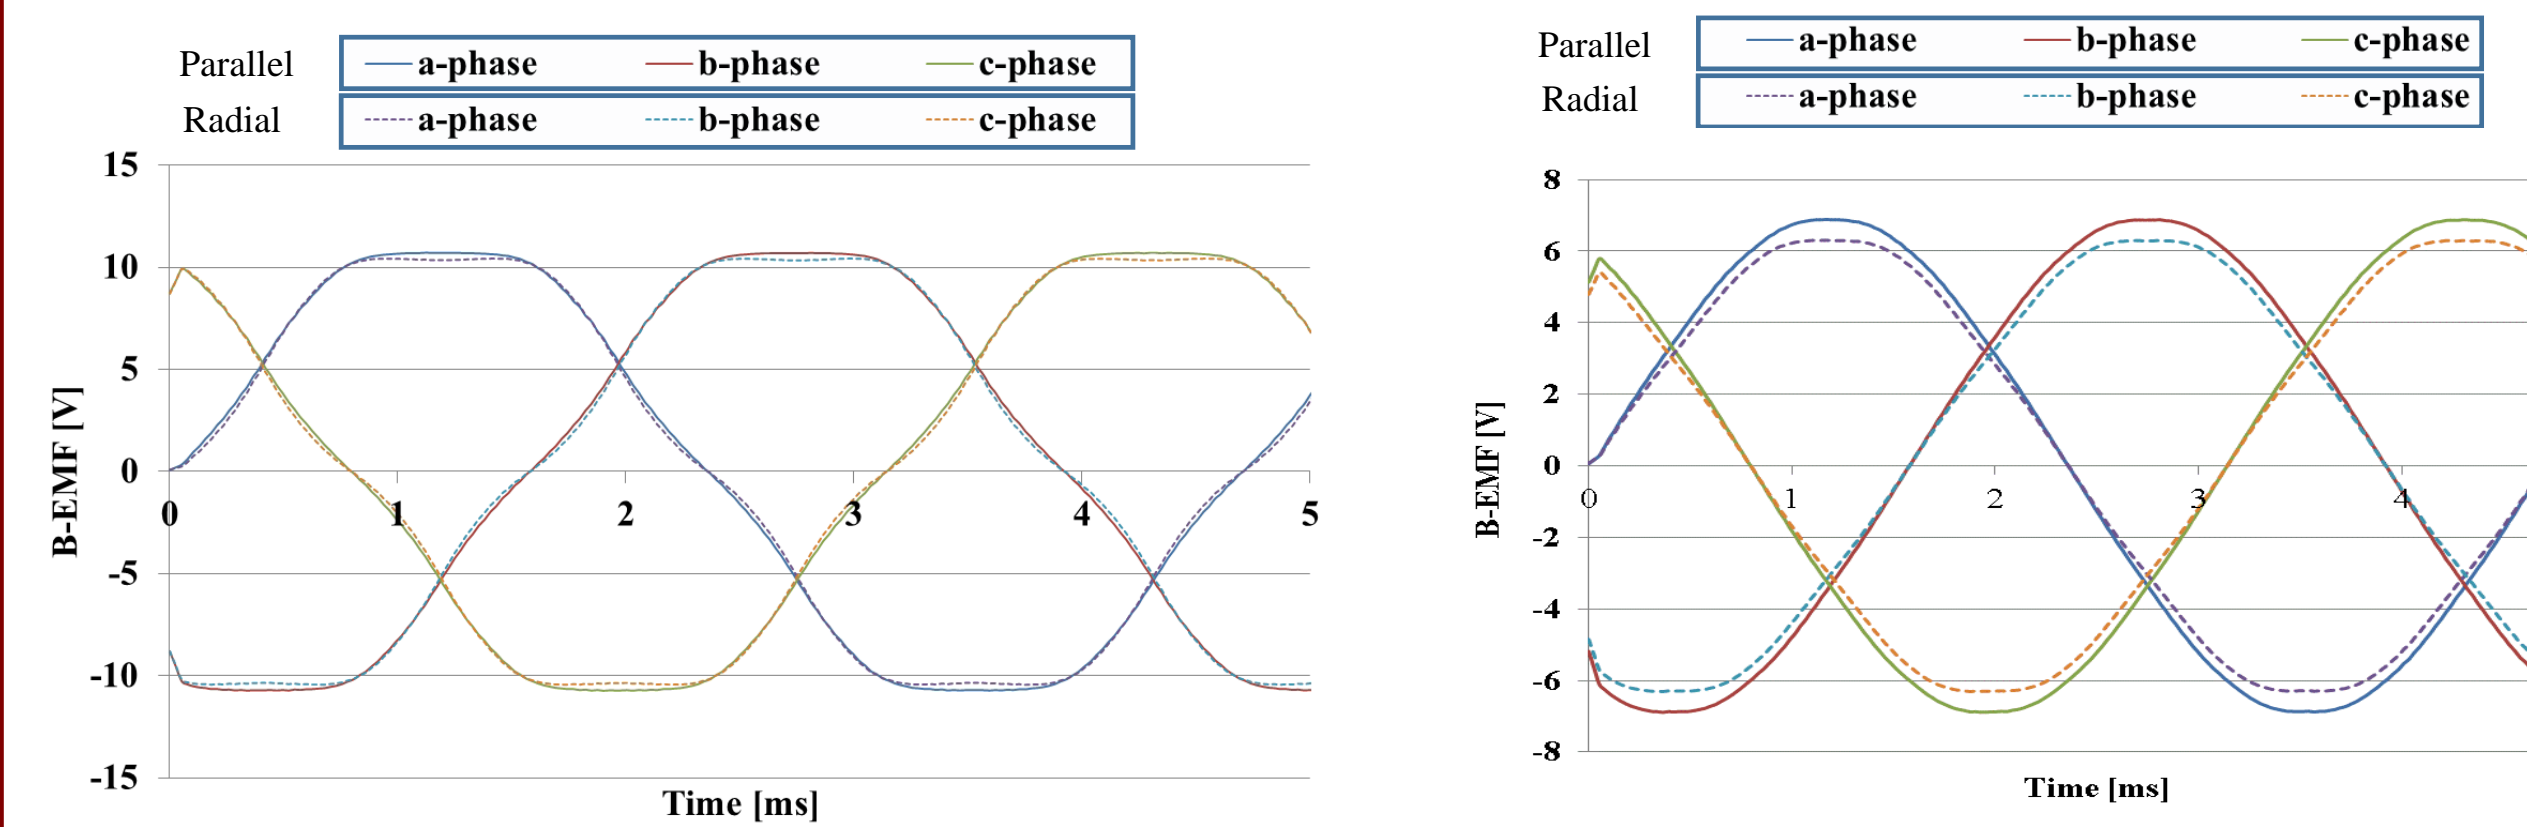 Parallel a-phase b-phase c-phase
Radial a-phase b-phase c-phase
15
10
5
0
-5
-10
-15
0 1 2 3 4 5
B-EMF [V]
Time [ms]
Parallel a-phase b-phase c-phase
Radial a-phase b-phase c-phase
8
6
4
2
0
-2
-4
-6
-8
0 1 2 3 4
B-EMF [V]
Time [ms]